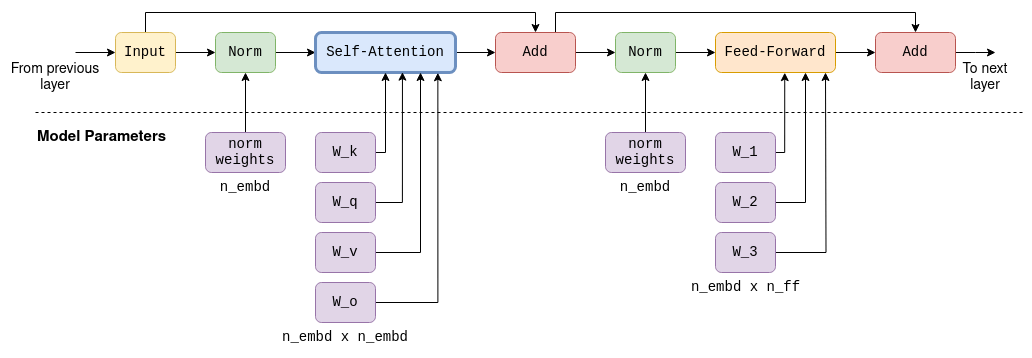 Input
Norm
Self-Attention
Add
Norm
Feed-Forward
Add
From previous
layer
To next
layer
Model Parameters
norm
weights
n_embd
W_k
W_q
W_v
W_o
n_embd x n_embd
norm
weights
n_embd
W_1
W_2
W_3
n_embd x n_ff